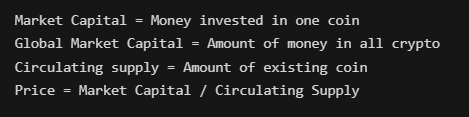 Market Capital = Money invested in one coin
Global Market Capital = Amount of money in all crypto
Circulating supply = Amount of existing coin
Price = Market Capital / Circulating Supply